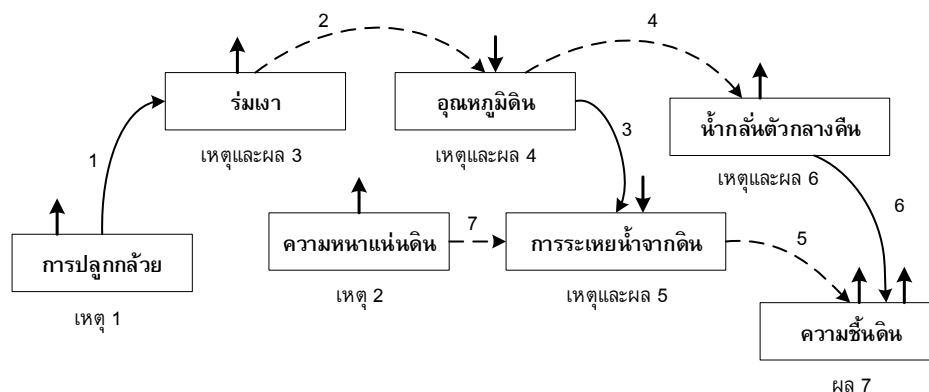 2
4
ร่มเงา
อุณหภูมิดิน
น้ำกลั่นตัวกลางคืน
1
3
เหตุและผล 3
เหตุและผล 4
เหตุและผล 6
6
ความหนาแน่นดิน
7
การระเหยน้ำจากดิน
5
การปลูกกล้วย
เหตุ 2
เหตุและผล 5
เหตุ 1
ความชื้นดิน
ผล 7